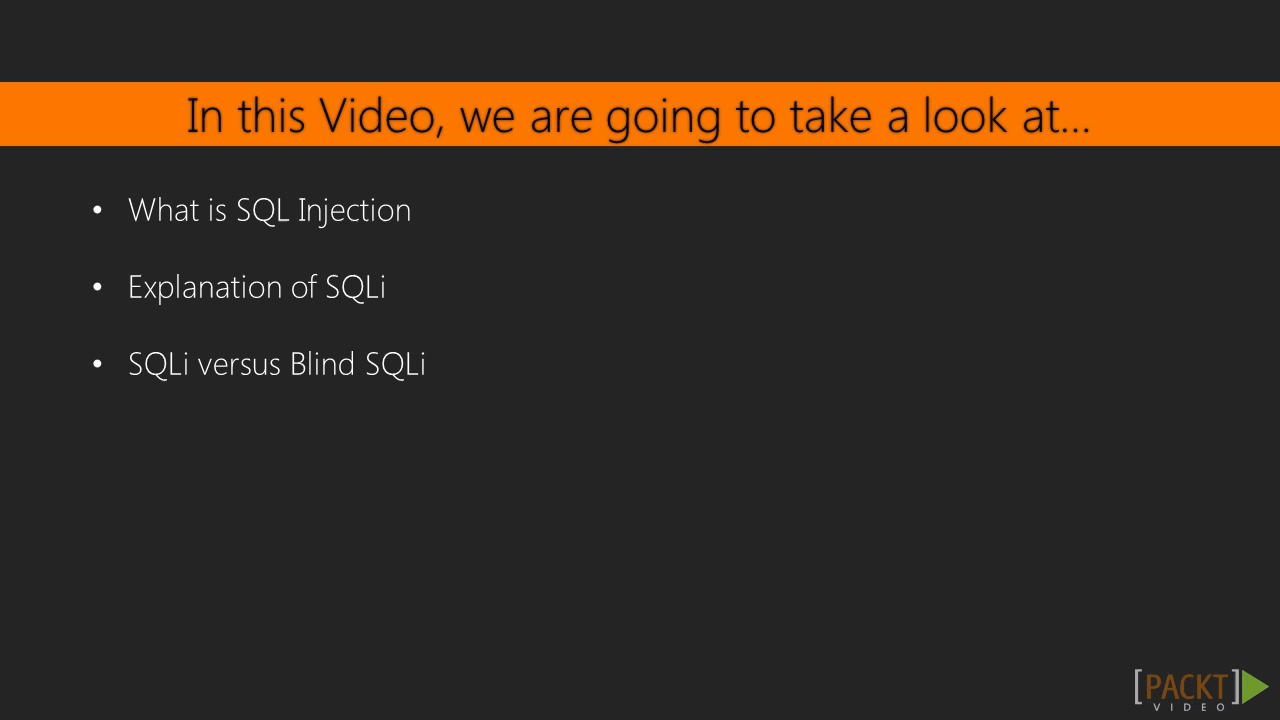 In this Video, we are going to take a look at...
• What is SQL Injection
• Explanation of SQLi
• SQLi versus Blind SQLi
[PACKT]
VIDEO